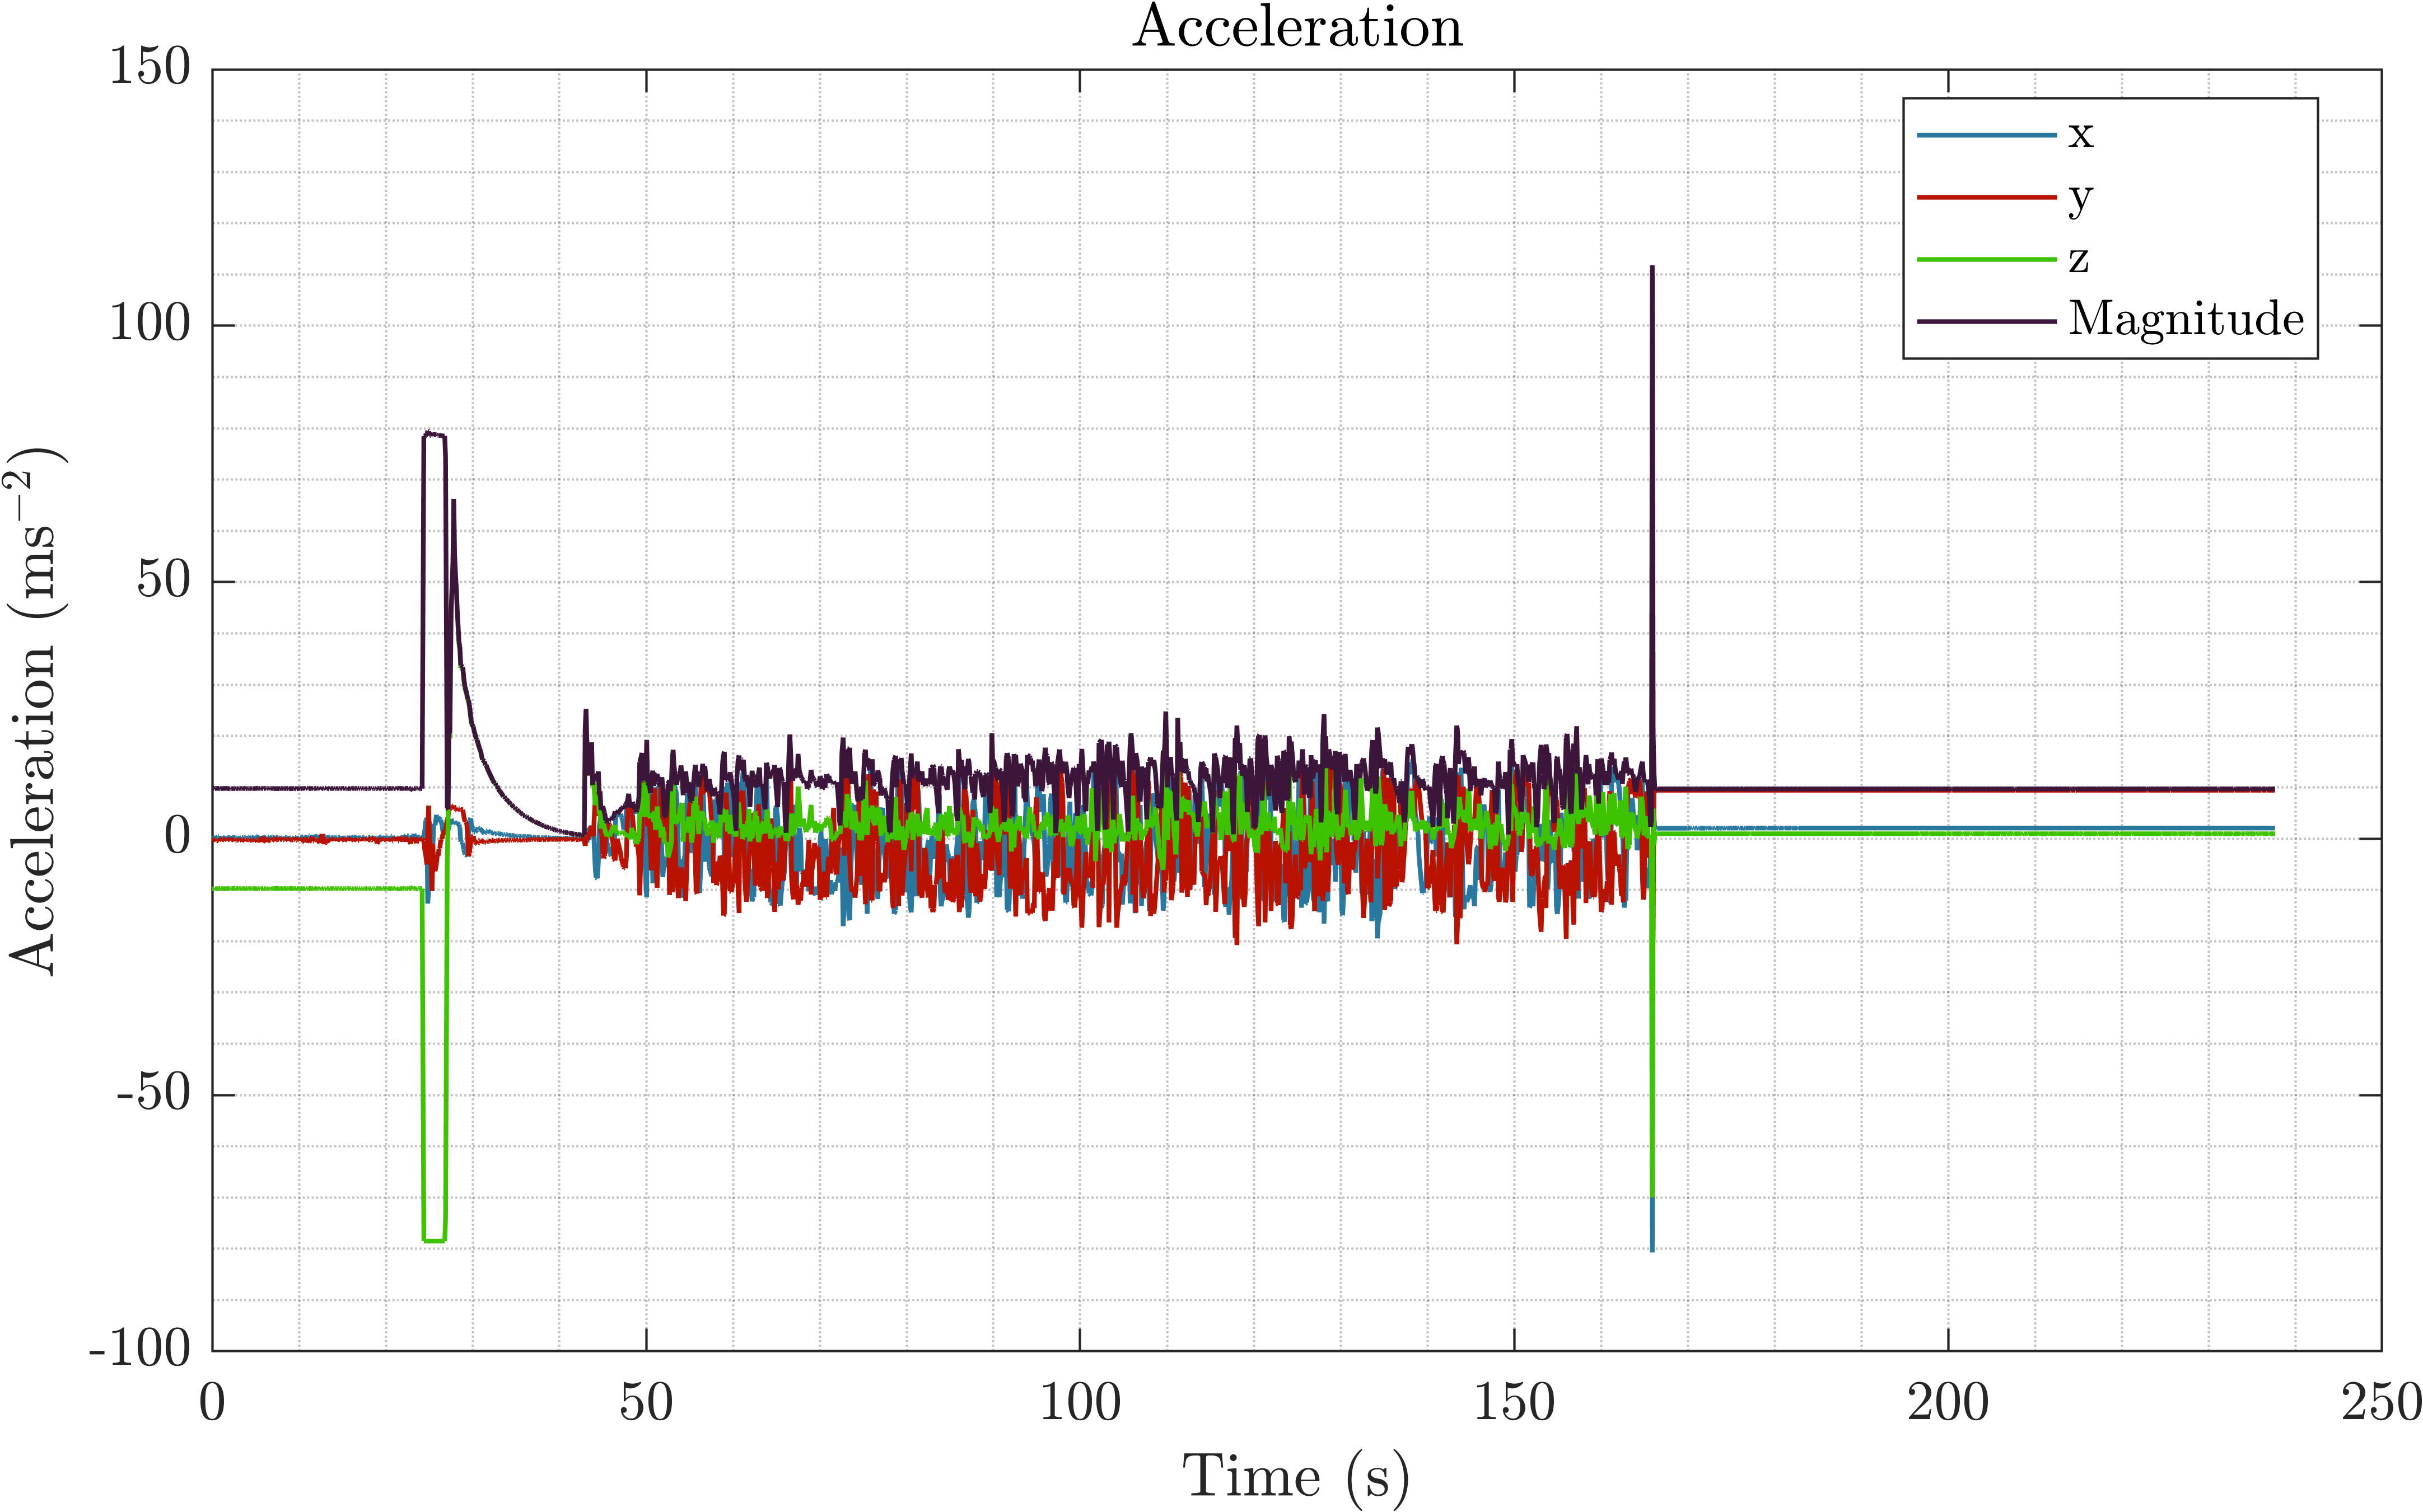 Acceleration
150
100
50
0
-50
-100
Acceleration (ms⁻²)
x
y
z
Magnitude
0 50 100 150 200 250
Time (s)